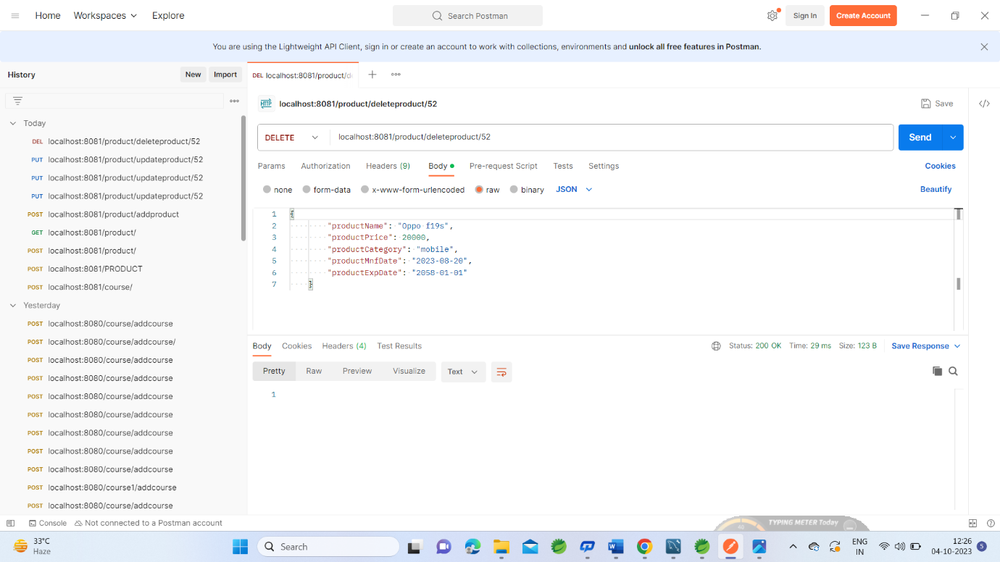 Home Workspaces Explore Search Postman Sign In Create Account
You are using the Lightweight API Client, sign in or create an account to work with collections, environments and unlock all free features in Postman.
History New Import DEL localhost:8081/product/d
HTTP localhost:8081/product/deleteproduct/52 Save
Today
DEL localhost:8081/product/deleteproduct/52
PUT localhost:8081/product/updateproduct/52
PUT localhost:8081/product/updateproduct/52
PUT localhost:8081/product/updateproduct/52
POST localhost:8081/product/addproduct
GET localhost:8081/product/
POST localhost:8081/product/
POST localhost:8081/PRODUCT
POST localhost:8081/course/
Yesterday
POST localhost:8080/course/addcourse
POST localhost:8080/course/addcourse/
POST localhost:8080/course/addcourse
POST localhost:8080/course/addcourse
POST localhost:8080/course/addcourse
POST localhost:8080/course/addcourse
POST localhost:8080/course/addcourse
POST localhost:8080/course/addcourse
POST localhost:8080/course/addcourse
POST localhost:8080/course1/addcourse
POST localhost:8080/course/addcourse
DELETE localhost:8081/product/deleteproduct/52 Send
Params Authorization Headers (9) Body Pre-request Script Tests Settings Cookies
none form-data x-www-form-urlencoded raw binary JSON Beautify
1 {
2 "productName": "Oppo f19s",
3 "productPrice": 20000,
4 "productCategory": "mobile",
5 "productMnfDate": "2023-08-20",
6 "productExpDate": "2058-01-01"
7 }
Body Cookies Headers (4) Test Results Status: 200 OK Time: 29 ms Size: 123 B Save Response
Pretty Raw Preview Visualize Text
1
Console Not connected to a Postman account TYPING METER Today
33°C
Haze
Search
ENG
IN
12:26
04-10-2023
5